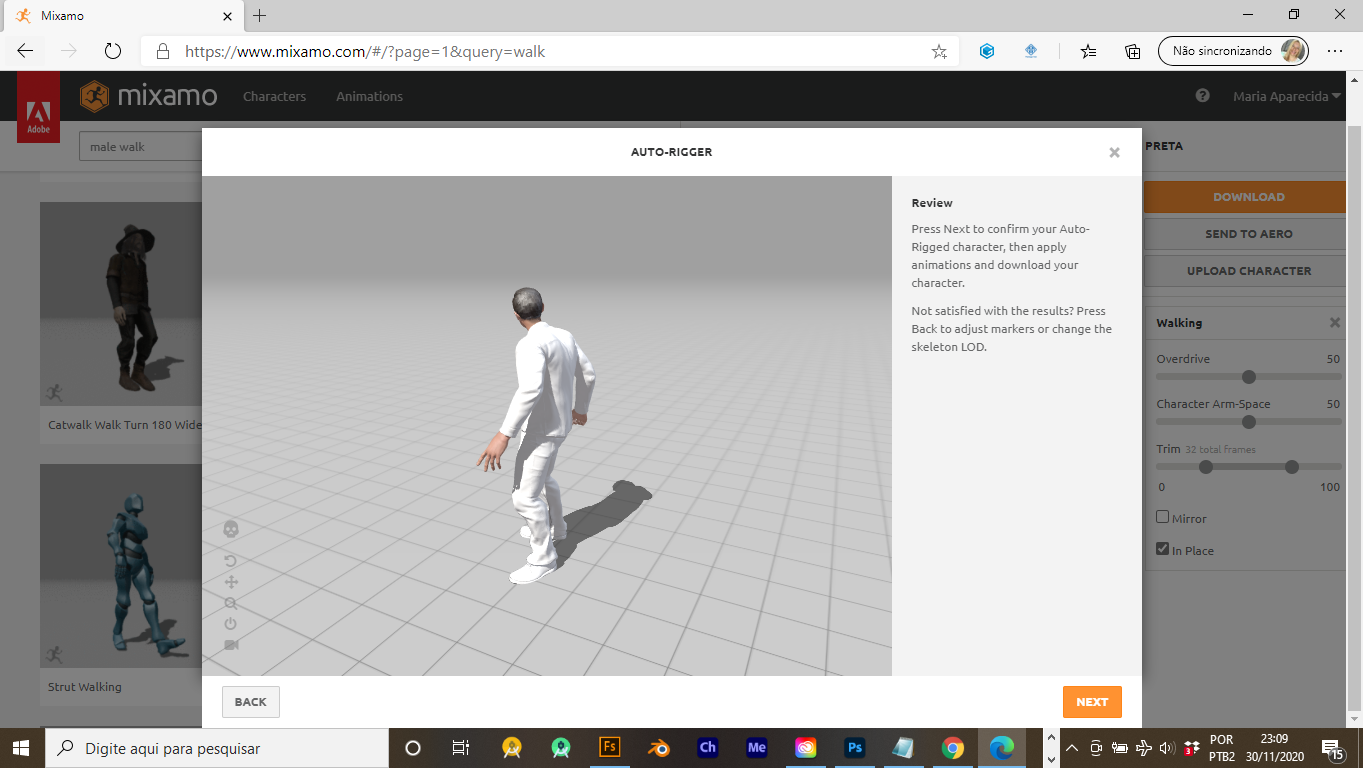 Mixamo
https://www.mixamo.com/#/?page=1&query=walk
Não sincronizando
Adobe
mixamo
Characters
Animations
Maria Aparecida
male walk
AUTO-RIGGER
PRETA
Review
Press Next to confirm your Auto-
Rigged character, then apply
animations and download your
character.
Not satisfied with the results? Press
Back to adjust markers or change the
skeleton LOD.
DOWNLOAD
SEND TO AERO
UPLOAD CHARACTER
Walking
Overdrive 50
Character Arm-Space 50
Trim 32 total frames
0 100
Mirror
In Place
Catwalk Walk Turn 180 Wide
Strut Walking
BACK
NEXT
Digite aqui para pesquisar
Fs
Ch
Me
Ps
3
POR
PTB2
23:09
30/11/2020
15